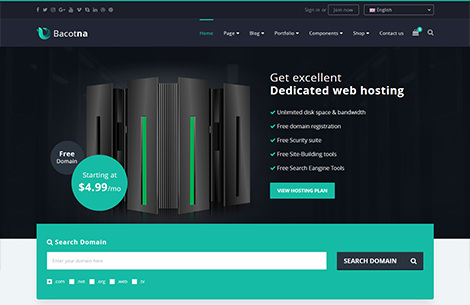 Sign in or Join now English
Bacotna
Home Page Blog Portfolio Components Shop Contact us
Get excellent
Dedicated web hosting
Unlimited disk space & bandwidth
Free domain registration
Free Scurity suite
Free Site-Building tools
Free Search Eangine Tools
VIEW HOSTING PLAN
Free
Domain
Starting at
$4.99/mo
Search Domain
Enter your domain here
SEARCH DOMAIN
.com .net .org .web .tv